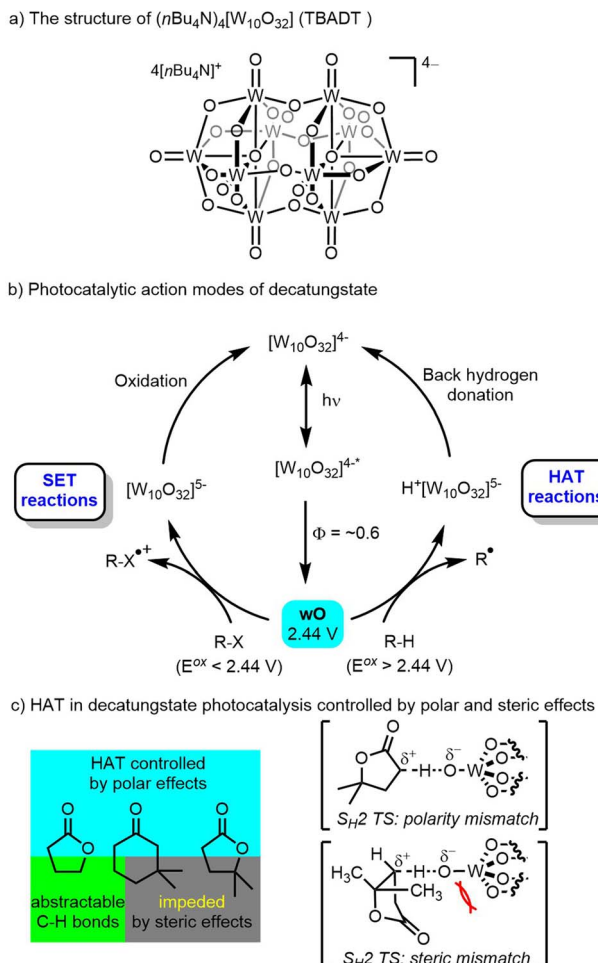 a) The structure of (nBu4N)4[W10O32] (TBADT )
4[nBu4N]+
4–
O O
O O O O O
O W O W O
O W W O
O=W O O O W=O
W O W
O O O O
O O
O W O W O
O O
b) Photocatalytic action modes of decatungstate
[W10O32]4-
Oxidation
Back hydrogen
donation
hν
SET
reactions
[W10O32]5-
[W10O32]4-*
H+[W10O32]5-
HAT
reactions
Φ = ~0.6
R-X•+
R•
wO
2.44 V
R-X
(Eox < 2.44 V)
R-H
(Eox > 2.44 V)
c) HAT in decatungstate photocatalysis controlled by polar and steric effects
HAT controlled
by polar effects
O O O
O O
abstractable
C-H bonds
impeded
by steric effects
O
O
δ+ H δ− O W O O O O
SH2 TS: polarity mismatch
H
H3C
δ+ H δ− O W O O O O
CH3
O
O
SH2 TS: steric mismatch